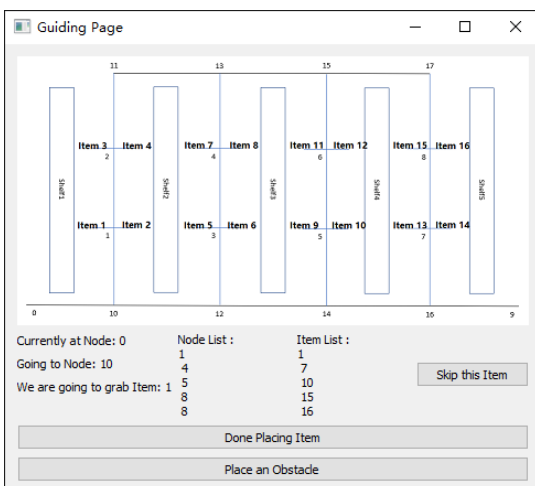 Guiding Page
11 13 15 17
Item 3 Item 4 Item 7 Item 8 Item 11 Item 12 Item 15 Item 16
2 4 6 8
Shelf1 Shelf2 Shelf3 Shelf4 Shelf5
Item 1 Item 2 Item 5 Item 6 Item 9 Item 10 Item 13 Item 14
1 3 5 7
0 10 12 14 16 9
Currently at Node: 0
Going to Node: 10
We are going to grab Item: 1
Node List :
1
4
5
8
8
Item List :
1
7
10
15
16
Skip this Item
Done Placing Item
Place an Obstacle